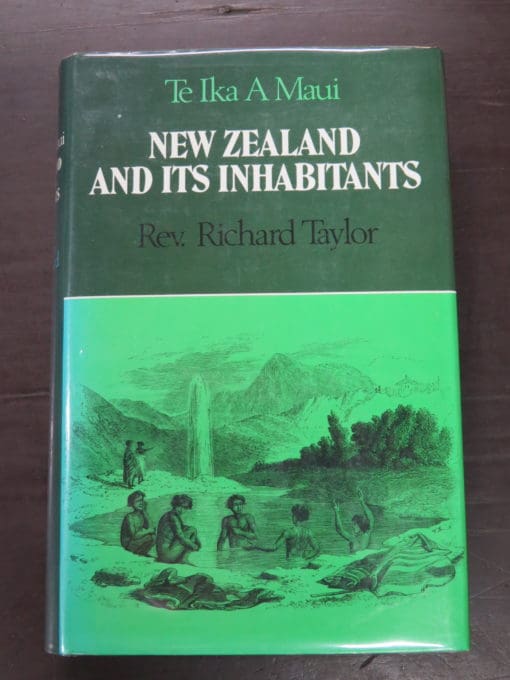 Te Ika A Maui
NEW ZEALAND
AND ITS INHABITANTS
Rev. Richard Taylor